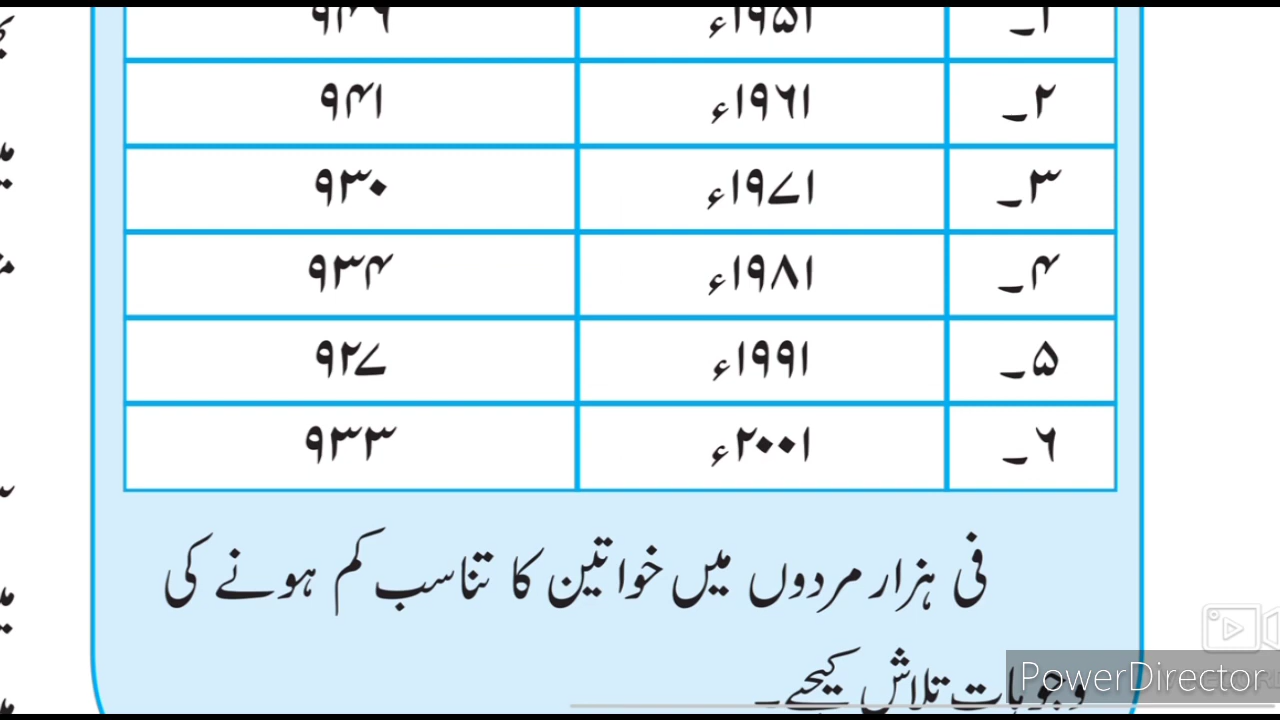 ۱۔ ۱۹۵۱ء ۹۴۶
۲۔ ۱۹۶۱ء ۹۴۱
۳۔ ۱۹۷۱ء ۹۳۰
۴۔ ۱۹۸۱ء ۹۳۴
۵۔ ۱۹۹۱ء ۹۲۷
۶۔ ۲۰۰۱ء ۹۳۳
فی ہزار مردوں میں خواتین کا تناسب کم ہونے کی
وجوہات تلاش کیجیے۔
PowerDirector